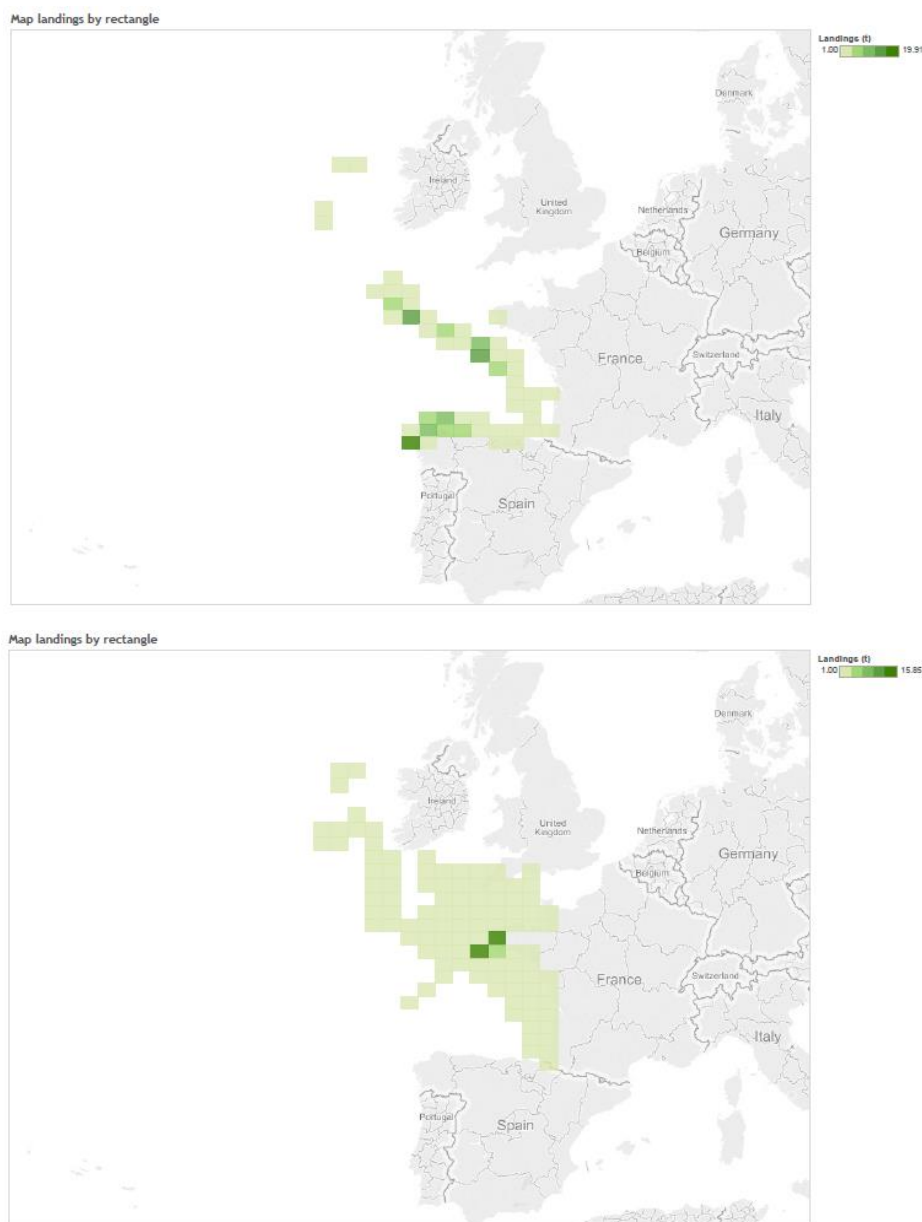 Map landings by rectangle
Landings (t)
1.00 19.91
Denmark
Ireland
United
Kingdom
Netherlands
Germany
Belgium
France
Switzerland
Italy
Portugal
Spain
Map landings by rectangle
Landings (t)
1.00 15.85
Denmark
Ireland
United
Kingdom
Netherlands
Germany
Belgium
France
Switzerland
Italy
Portugal
Spain